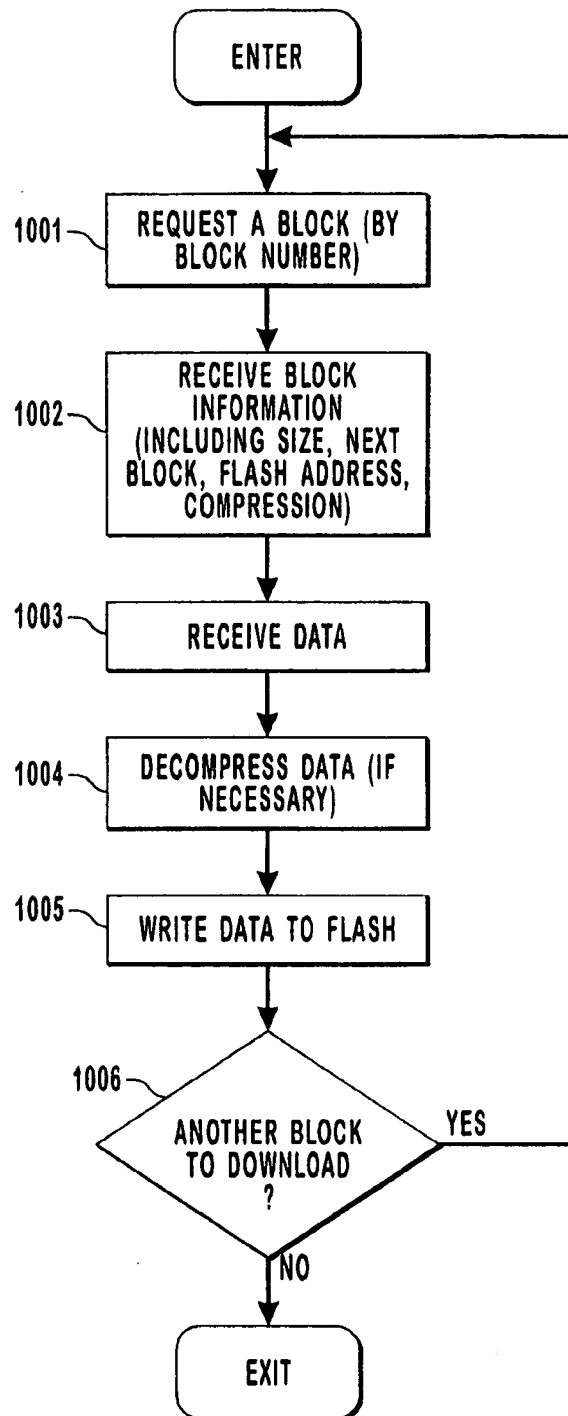 ENTER
1001
REQUEST A BLOCK (BY
BLOCK NUMBER)
1002
RECEIVE BLOCK
INFORMATION
(INCLUDING SIZE, NEXT
BLOCK, FLASH ADDRESS,
COMPRESSION)
1003
RECEIVE DATA
1004
DECOMPRESS DATA (IF
NECESSARY)
1005
WRITE DATA TO FLASH
1006
ANOTHER BLOCK
TO DOWNLOAD
?
YES
NO
EXIT